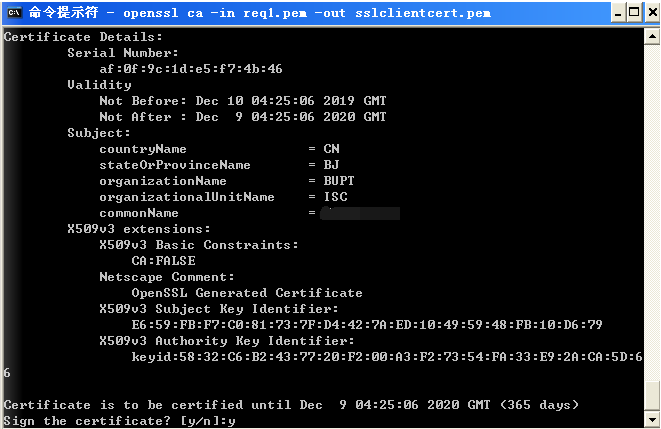 命令提示符 - openssl ca -in req1.pem -out sslclientcert.pem
Certificate Details:
Serial Number:
af:0f:9c:1d:e5:f7:4b:46
Validity
Not Before: Dec 10 04:25:06 2019 GMT
Not After : Dec  9 04:25:06 2020 GMT
Subject:
countryName = CN
stateOrProvinceName = BJ
organizationName = BUPT
organizationalUnitName = ISC
commonName =
X509v3 extensions:
X509v3 Basic Constraints:
CA:FALSE
Netscape Comment:
OpenSSL Generated Certificate
X509v3 Subject Key Identifier:
E6:59:FB:F7:C0:81:73:7F:D4:42:7A:ED:10:49:59:48:FB:10:D6:79
X509v3 Authority Key Identifier:
keyid:58:32:C6:B2:43:77:20:F2:00:A3:F2:73:54:FA:33:E9:2A:CA:5D:6
6
Certificate is to be certified until Dec  9 04:25:06 2020 GMT (365 days)
Sign the certificate? [y/n]:y